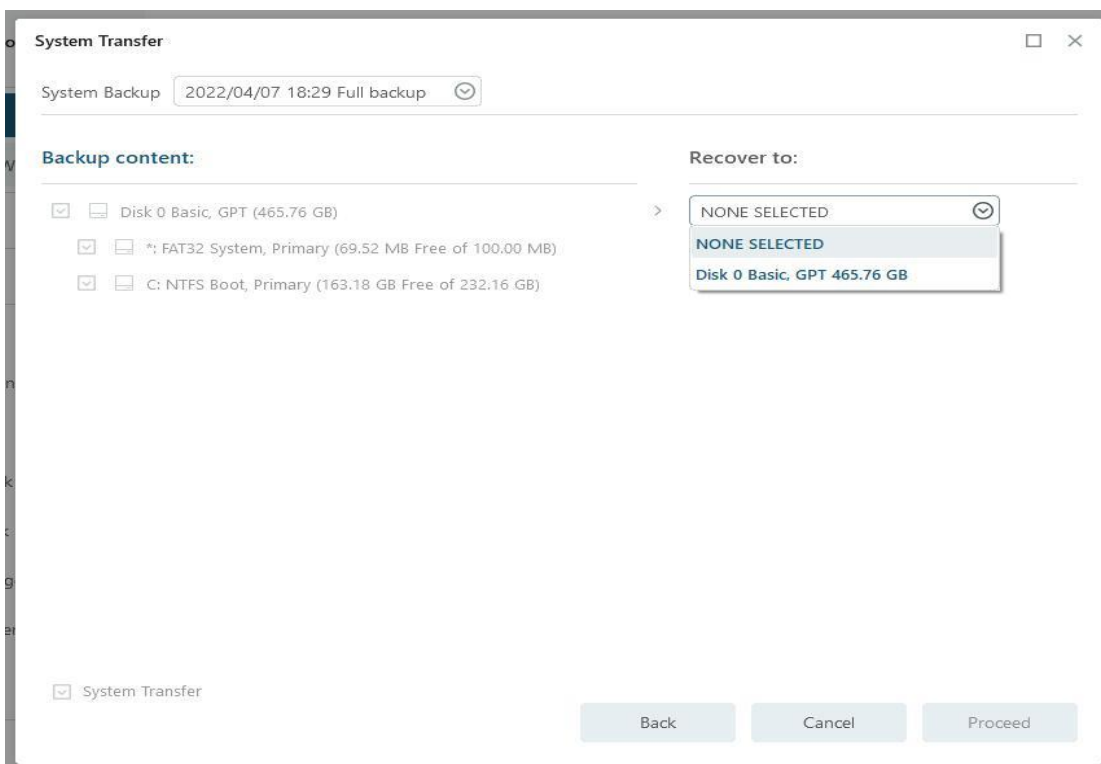 System Transfer
System Backup 2022/04/07 18:29 Full backup
Backup content:
Recover to:
Disk 0 Basic, GPT (465.76 GB)
NONE SELECTED
NONE SELECTED
*: FAT32 System, Primary (69.52 MB Free of 100.00 MB)
Disk 0 Basic, GPT 465.76 GB
C: NTFS Boot, Primary (163.18 GB Free of 232.16 GB)
System Transfer
Back Cancel Proceed